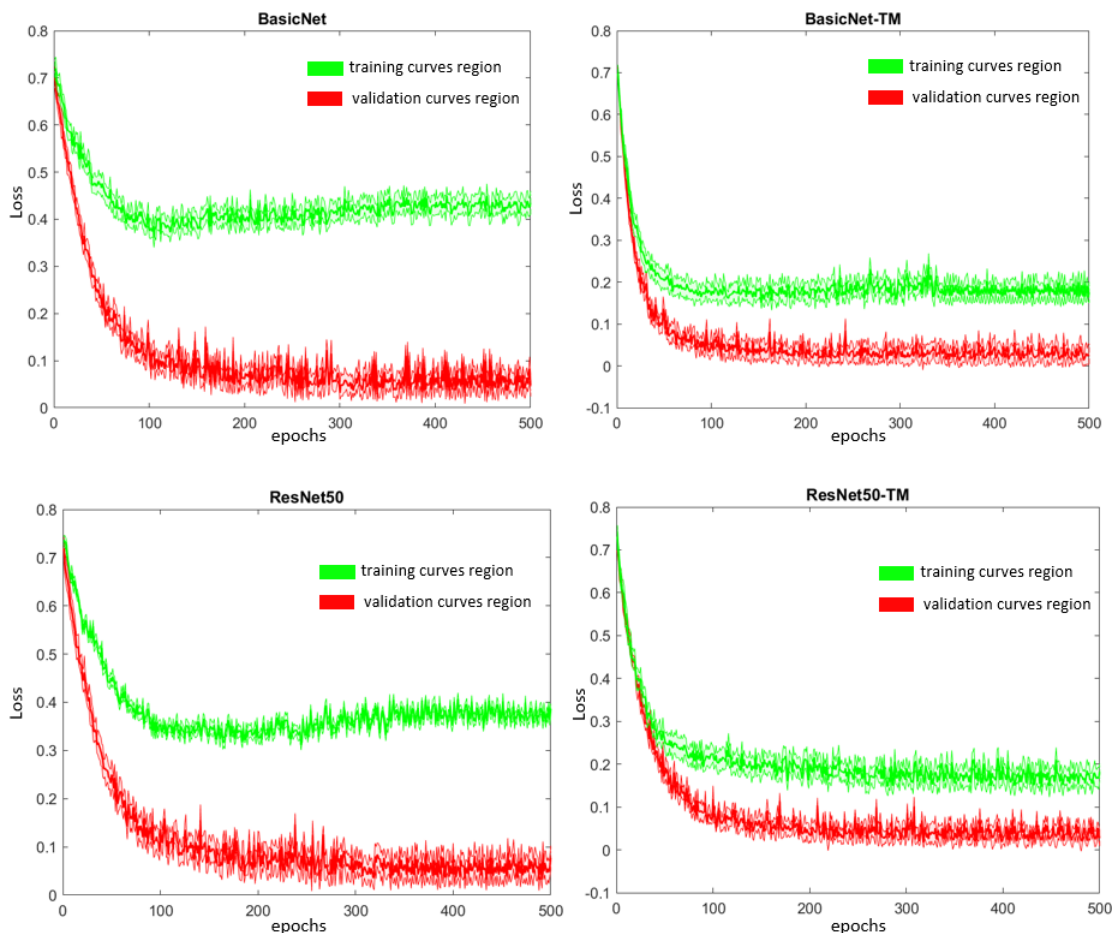 BasicNet
0.8
0.7
0.6
0.5
0.4
0.3
0.2
0.1
0
Loss
training curves region
validation curves region
0 100 200 300 400 500
epochs
BasicNet-TM
0.8
0.7
0.6
0.5
0.4
0.3
0.2
0.1
0
-0.1
Loss
training curves region
validation curves region
0 100 200 300 400 500
epochs
ResNet50
0.8
0.7
0.6
0.5
0.4
0.3
0.2
0.1
0
Loss
training curves region
validation curves region
0 100 200 300 400 500
epochs
ResNet50-TM
0.8
0.7
0.6
0.5
0.4
0.3
0.2
0.1
0
-0.1
Loss
training curves region
validation curves region
0 100 200 300 400 500
epochs